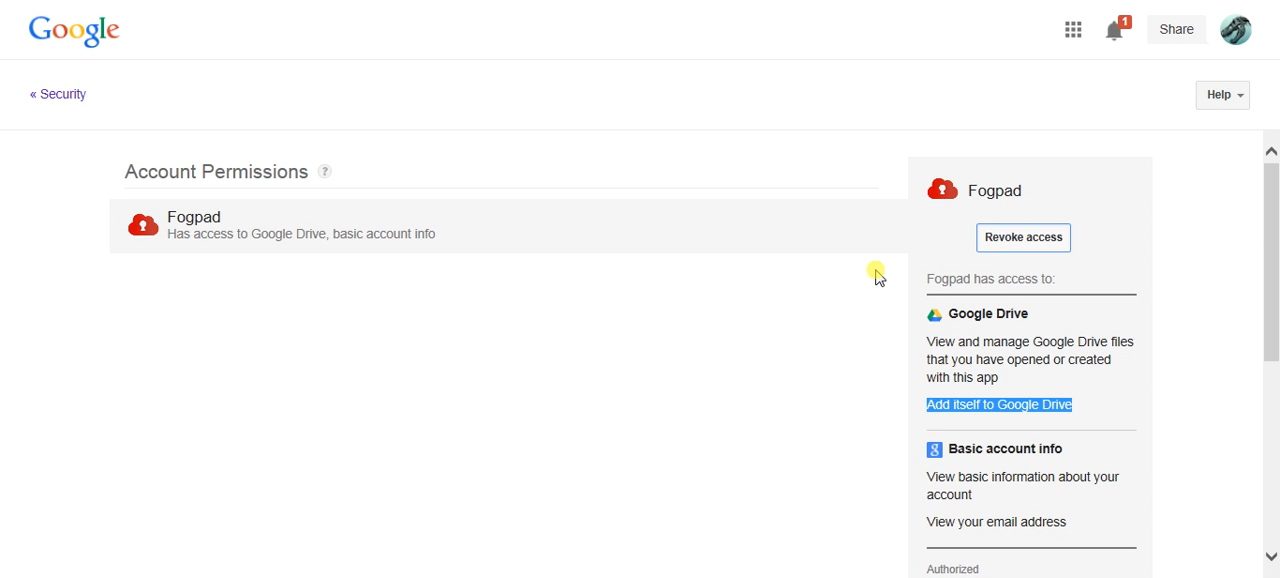 Google
1
Share
« Security
Help
Account Permissions ?
Fogpad
Has access to Google Drive, basic account info
Fogpad
Revoke access
Fogpad has access to:
Google Drive
View and manage Google Drive files
that you have opened or created
with this app
Add itself to Google Drive
8
Basic account info
View basic information about your
account
View your email address
Authorized